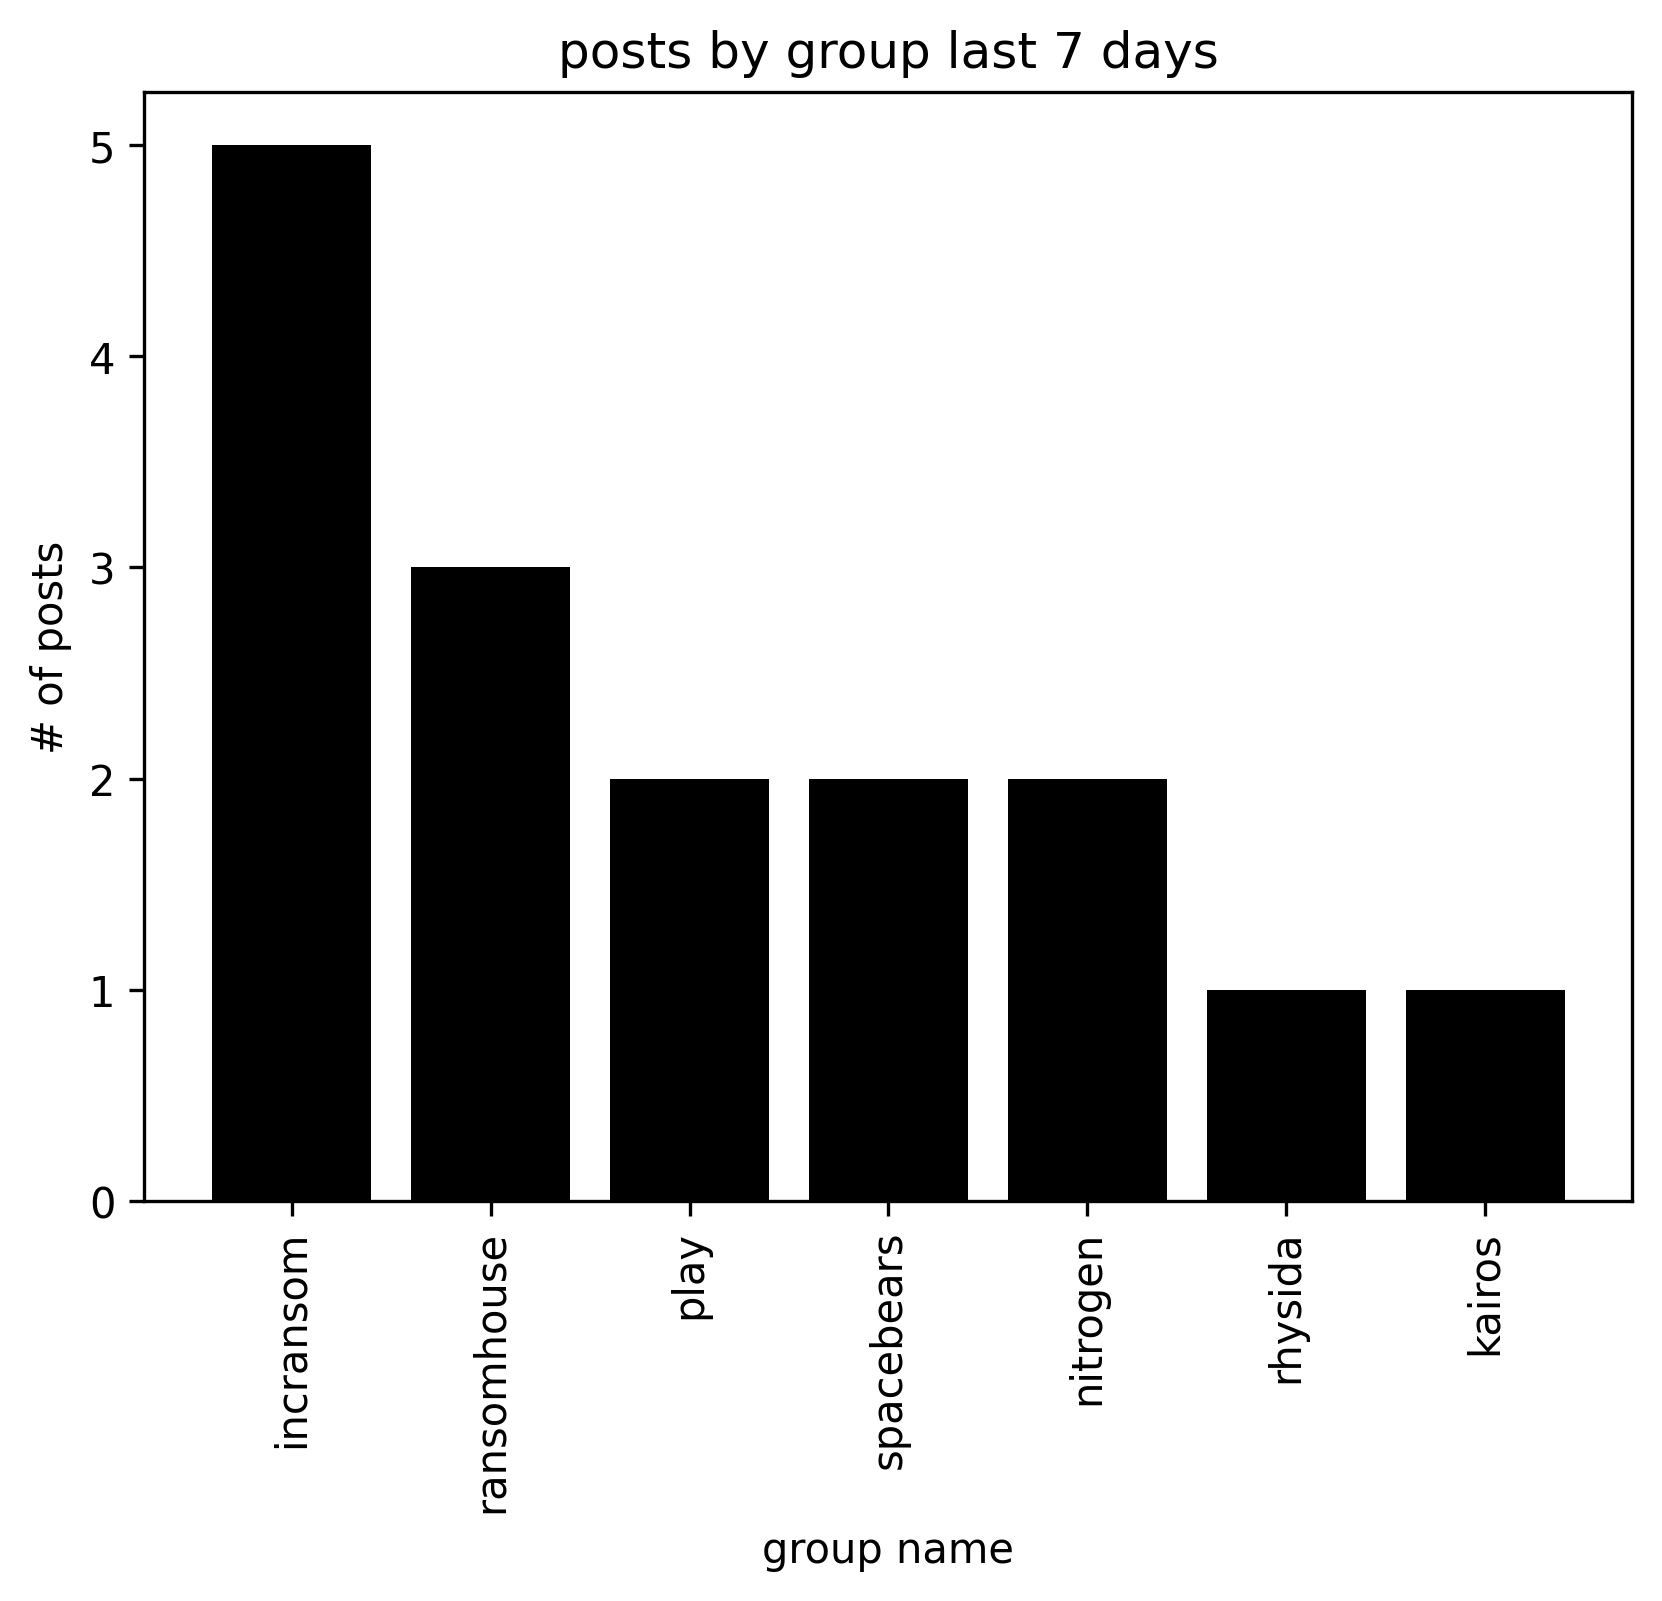 posts by group last 7 days
# of posts
5
4
3
2
1
0
incransom
ransomhouse
play
spacebears
nitrogen
rhysida
kairos
group name